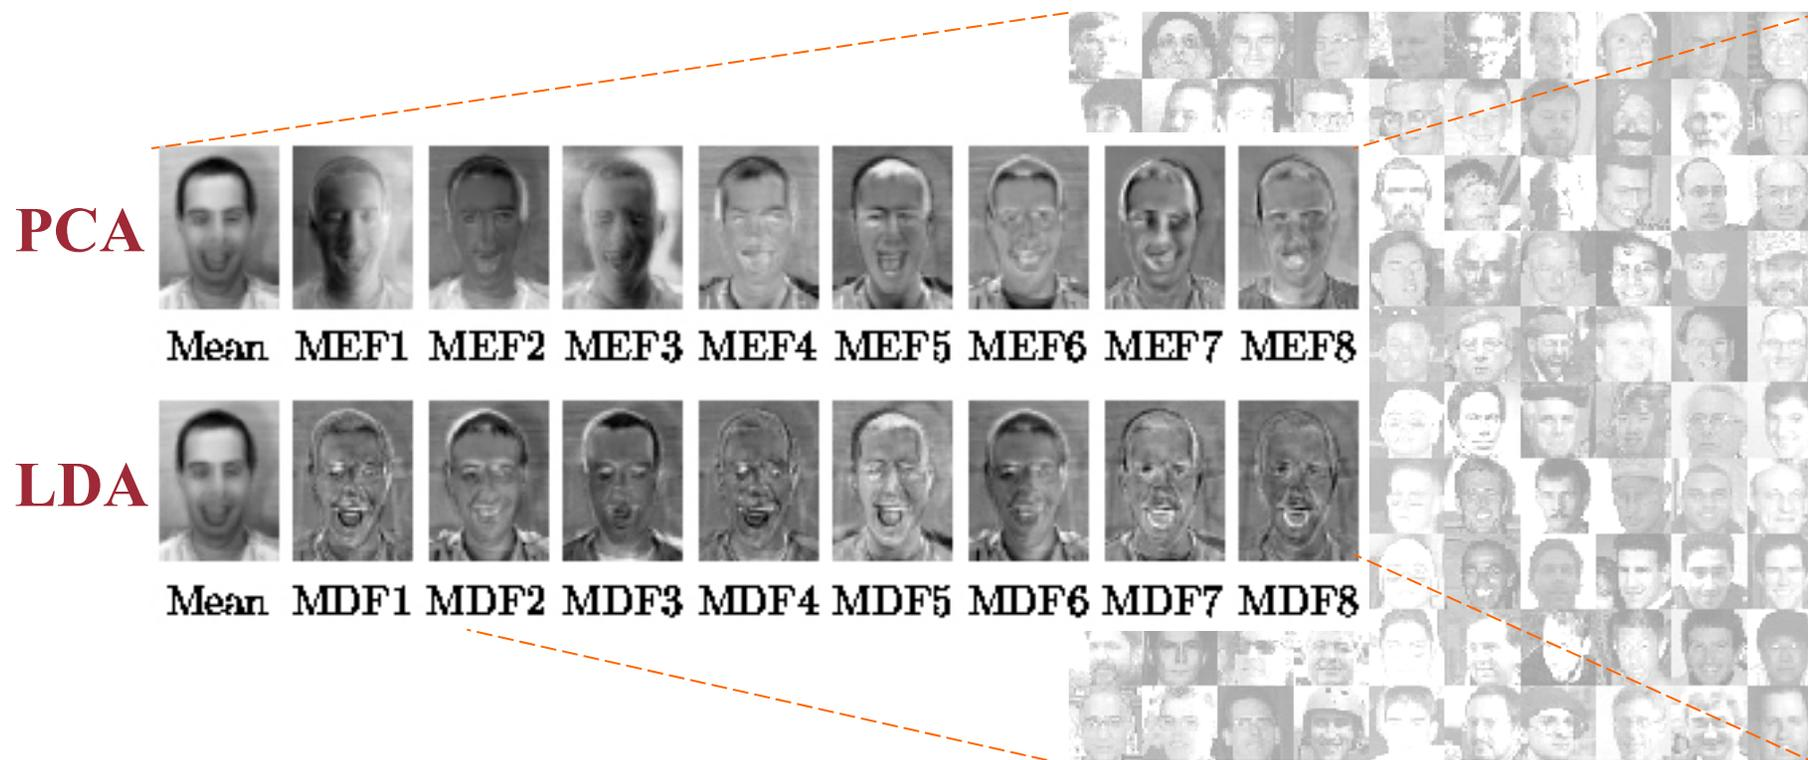 PCA
Mean MEF1 MEF2 MEF3 MEF4 MEF5 MEF6 MEF7 MEF8
LDA
Mean MDF1 MDF2 MDF3 MDF4 MDF5 MDF6 MDF7 MDF8